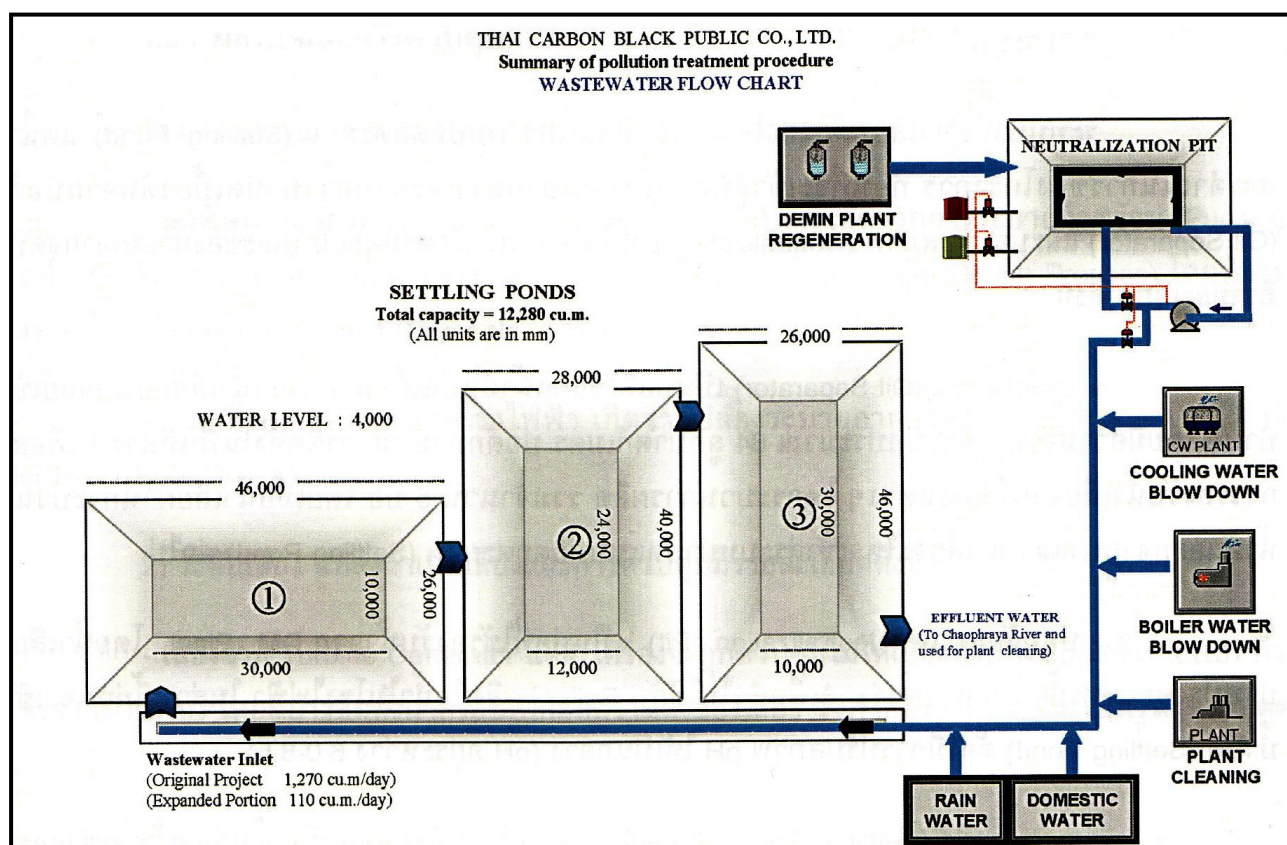 THAI CARBON BLACK PUBLIC CO., LTD.
Summary of pollution treatment procedure
WASTEWATER FLOW CHART
NEUTRALIZATION PIT
DEMIN PLANT
REGENERATION
SETTLING PONDS
Total capacity = 12,280 cu.m.
(All units are in mm)
WATER LEVEL : 4,000
46,000
10,000
26,000
①
30,000
28,000
②
24,000
40,000
12,000
26,000
③
30,000
46,000
10,000
CW PLANT
COOLING WATER
BLOW DOWN
BOILER WATER
BLOW DOWN
PLANT
PLANT
CLEANING
EFFLUENT WATER
(To Chaophraya River and
used for plant cleaning)
Wastewater Inlet
(Original Project 1,270 cu.m/day)
(Expanded Portion 110 cu.m./day)
RAIN
WATER
DOMESTIC
WATER